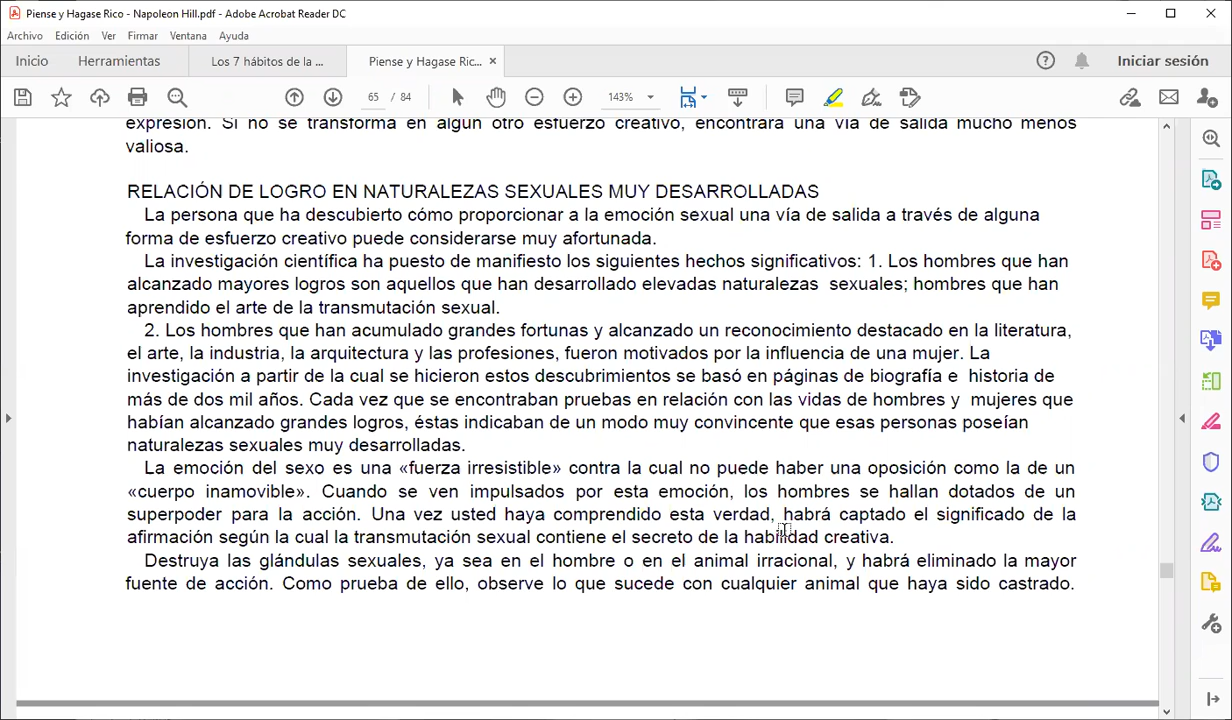 Piense y Hagase Rico - Napoleon Hill.pdf - Adobe Acrobat Reader DC
Archivo Edición Ver Firmar Ventana Ayuda
Inicio Herramientas Los 7 hábitos de la ... Piense y Hagase Ric... × Iniciar sesión
65 / 84 143%
expresión. Si no se transforma en algún otro esfuerzo creativo, encontrará una vía de salida mucho menos
valiosa.
RELACIÓN DE LOGRO EN NATURALEZAS SEXUALES MUY DESARROLLADAS
La persona que ha descubierto cómo proporcionar a la emoción sexual una vía de salida a través de alguna
forma de esfuerzo creativo puede considerarse muy afortunada.
La investigación científica ha puesto de manifiesto los siguientes hechos significativos: 1. Los hombres que han
alcanzado mayores logros son aquellos que han desarrollado elevadas naturalezas sexuales; hombres que han
aprendido el arte de la transmutación sexual.
2. Los hombres que han acumulado grandes fortunas y alcanzado un reconocimiento destacado en la literatura,
el arte, la industria, la arquitectura y las profesiones, fueron motivados por la influencia de una mujer. La
investigación a partir de la cual se hicieron estos descubrimientos se basó en páginas de biografía e historia de
más de dos mil años. Cada vez que se encontraban pruebas en relación con las vidas de hombres y mujeres que
habían alcanzado grandes logros, éstas indicaban de un modo muy convincente que esas personas poseían
naturalezas sexuales muy desarrolladas.
La emoción del sexo es una «fuerza irresistible» contra la cual no puede haber una oposición como la de un
«cuerpo inamovible». Cuando se ven impulsados por esta emoción, los hombres se hallan dotados de un
superpoder para la acción. Una vez usted haya comprendido esta verdad, habrá captado el significado de la
afirmación según la cual la transmutación sexual contiene el secreto de la habilidad creativa.
Destruya las glándulas sexuales, ya sea en el hombre o en el animal irracional, y habrá eliminado la mayor
fuente de acción. Como prueba de ello, observe lo que sucede con cualquier animal que haya sido castrado.